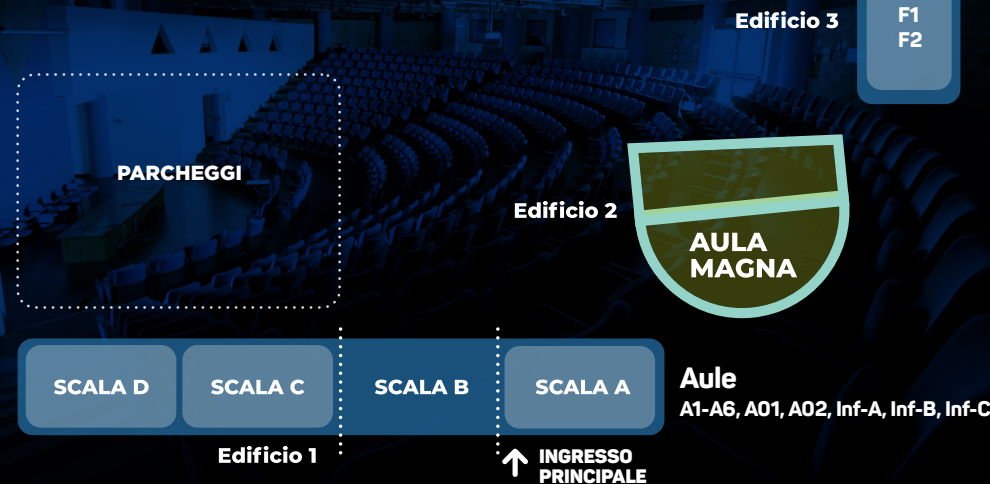 Edificio 3
F1
F2
PARCHEGGI
Edificio 2
AULA
MAGNA
SCALA D
SCALA C
SCALA B
SCALA A
Aule
A1-A6, A01, A02, Inf-A, Inf-B, Inf-C
Edificio 1
INGRESSO
PRINCIPALE